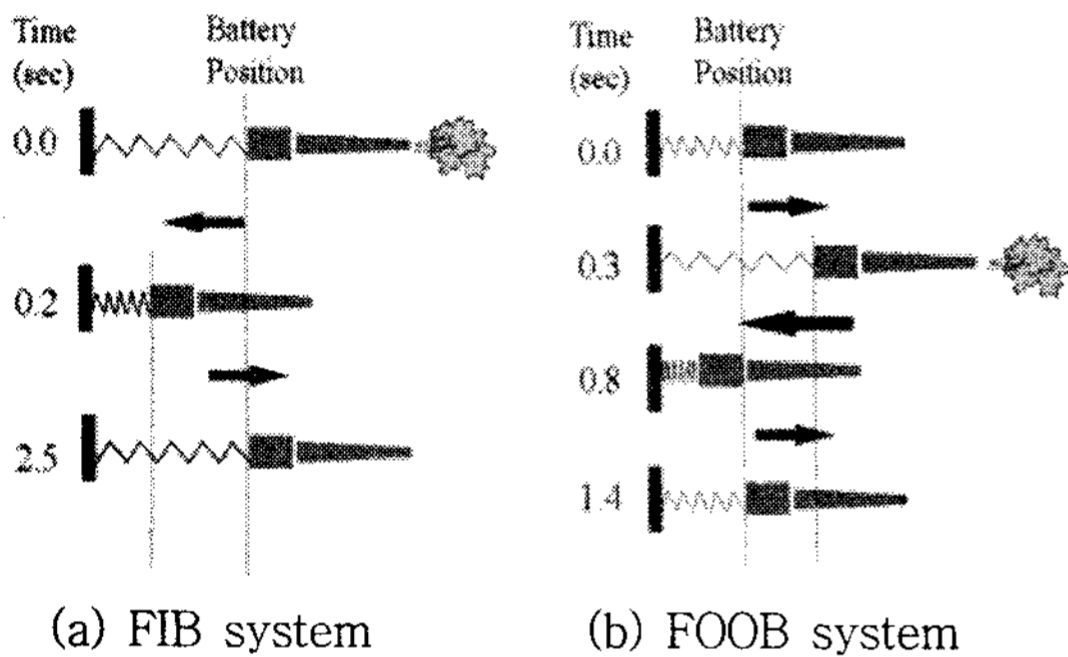 Time
(sec)
Battery
Position
0.0
0.2
2.5
(a) FIB system
Time
(sec)
Battery
Position
0.0
0.3
0.8
1.4
(b) FOOB system